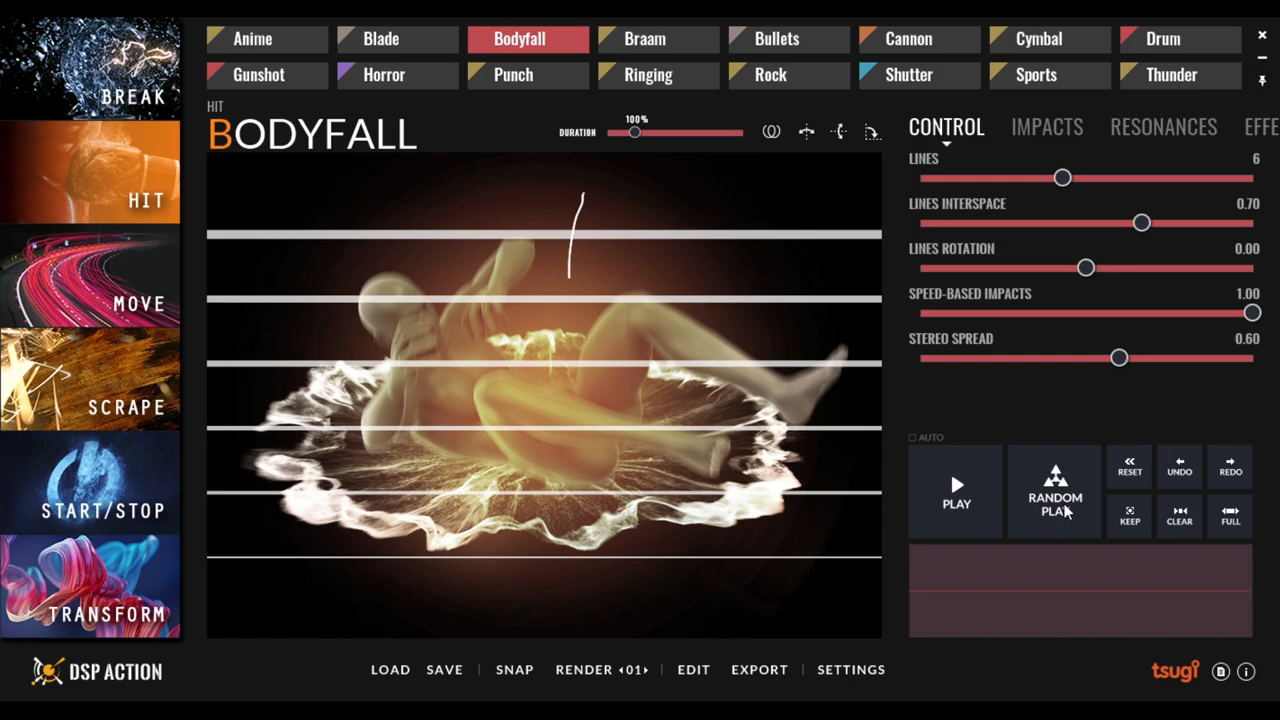 BREAK
HIT
MOVE
SCRAPE
START/STOP
TRANSFORM
DSP ACTION
Anime Blade Bodyfall Braam Bullets Cannon Cymbal Drum
Gunshot Horror Punch Ringing Rock Shutter Sports Thunder
HIT
BODYFALL
DURATION 100%
CONTROL IMPACTS RESONANCES EFFE
LINES 6
LINES INTERSPACE 0.70
LINES ROTATION 0.00
SPEED-BASED IMPACTS 1.00
STEREO SPREAD 0.60
AUTO
PLAY
RANDOM
PLAY
RESET UNDO REDO
KEEP CLEAR FULL
LOAD SAVE SNAP RENDER 01 EDIT EXPORT SETTINGS
tsugi